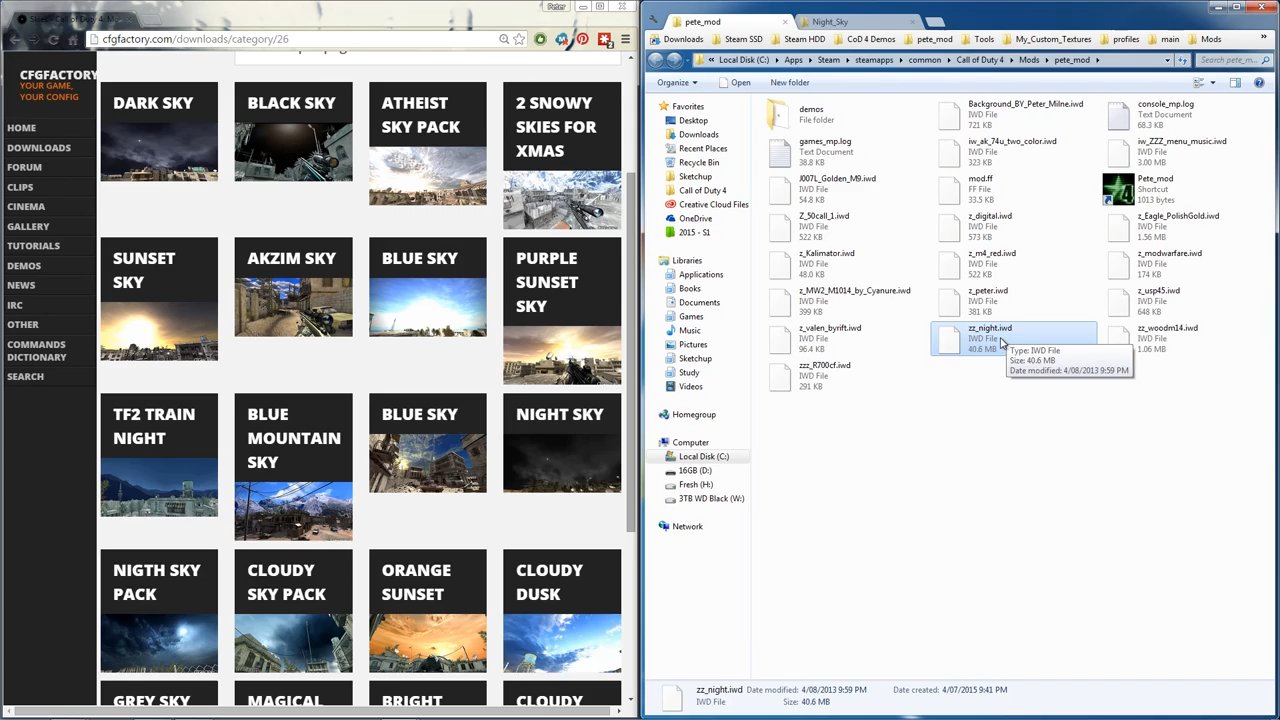 Skies - Call of Duty 4: M
Peter
cfgfactory.com/downloads/category/26
CFGFACTORY
YOUR GAME,
YOUR CONFIG
HOME
DOWNLOADS
FORUM
CLIPS
CINEMA
GALLERY
TUTORIALS
DEMOS
NEWS
IRC
OTHER
COMMANDS
DICTIONARY
SEARCH
DARK SKY
BLACK SKY
ATHEIST
SKY PACK
2 SNOWY
SKIES FOR
XMAS
SUNSET
SKY
AKZIM SKY
BLUE SKY
PURPLE
SUNSET
SKY
TF2 TRAIN
NIGHT
BLUE
MOUNTAIN
SKY
BLUE SKY
NIGHT SKY
NIGTH SKY
PACK
CLOUDY
SKY PACK
ORANGE
SUNSET
CLOUDY
DUSK
GREY SKY
MAGICAL
BRIGHT
CLOUDY
pete_mod
Night_Sky
Downloads
Steam SSD
Steam HDD
CoD 4 Demos
pete_mod
Tools
My_Custom_Textures
profiles
main
Mods
Local Disk (C:)
Apps
Steam
steamapps
common
Call of Duty 4
Mods
pete_mod
Search pete_mod
Organize
Open
New folder
Favorites
Desktop
Downloads
Recent Places
Recycle Bin
Sketchup
Call of Duty 4
Creative Cloud Files
OneDrive
2015 - S1
Libraries
Applications
Books
Documents
Games
Music
Pictures
Sketchup
Study
Videos
Homegroup
Computer
Local Disk (C:)
16GB (D:)
Fresh (H:)
3TB WD Black (W:)
Network
demos
File folder
Background_BY_Peter_Milne.iwd
IWD File
721 KB
console_mp.log
Text Document
68.3 KB
games_mp.log
Text Document
38.8 KB
iw_ak_74u_two_color.iwd
IWD File
323 KB
iw_ZZZ_menu_music.iwd
IWD File
3.00 MB
J007L_Golden_M9.iwd
IWD File
54.8 KB
mod.ff
FF File
33.5 KB
Pete_mod
Shortcut
1013 bytes
Z_50call_1.iwd
IWD File
522 KB
z_digital.iwd
IWD File
573 KB
z_Eagle_PolishGold.iwd
IWD File
1.56 MB
z_Kalimator.iwd
IWD File
48.0 KB
z_m4_red.iwd
IWD File
522 KB
z_modwarfare.iwd
IWD File
174 KB
z_MW2_M1014_by_Cyanure.iwd
IWD File
399 KB
z_peter.iwd
IWD File
381 KB
z_usp45.iwd
IWD File
648 KB
z_valen_byrift.iwd
IWD File
96.4 KB
zz_night.iwd
IWD File
40.6 MB
zz_woodm14.iwd
IWD File
1.06 MB
zzz_R700cf.iwd
IWD File
291 KB
Type: IWD File
Size: 40.6 MB
Date modified: 4/08/2013 9:59 PM
zz_night.iwd Date modified: 4/08/2013 9:59 PM Date created: 4/07/2015 9:41 PM
IWD File Size: 40.6 MB